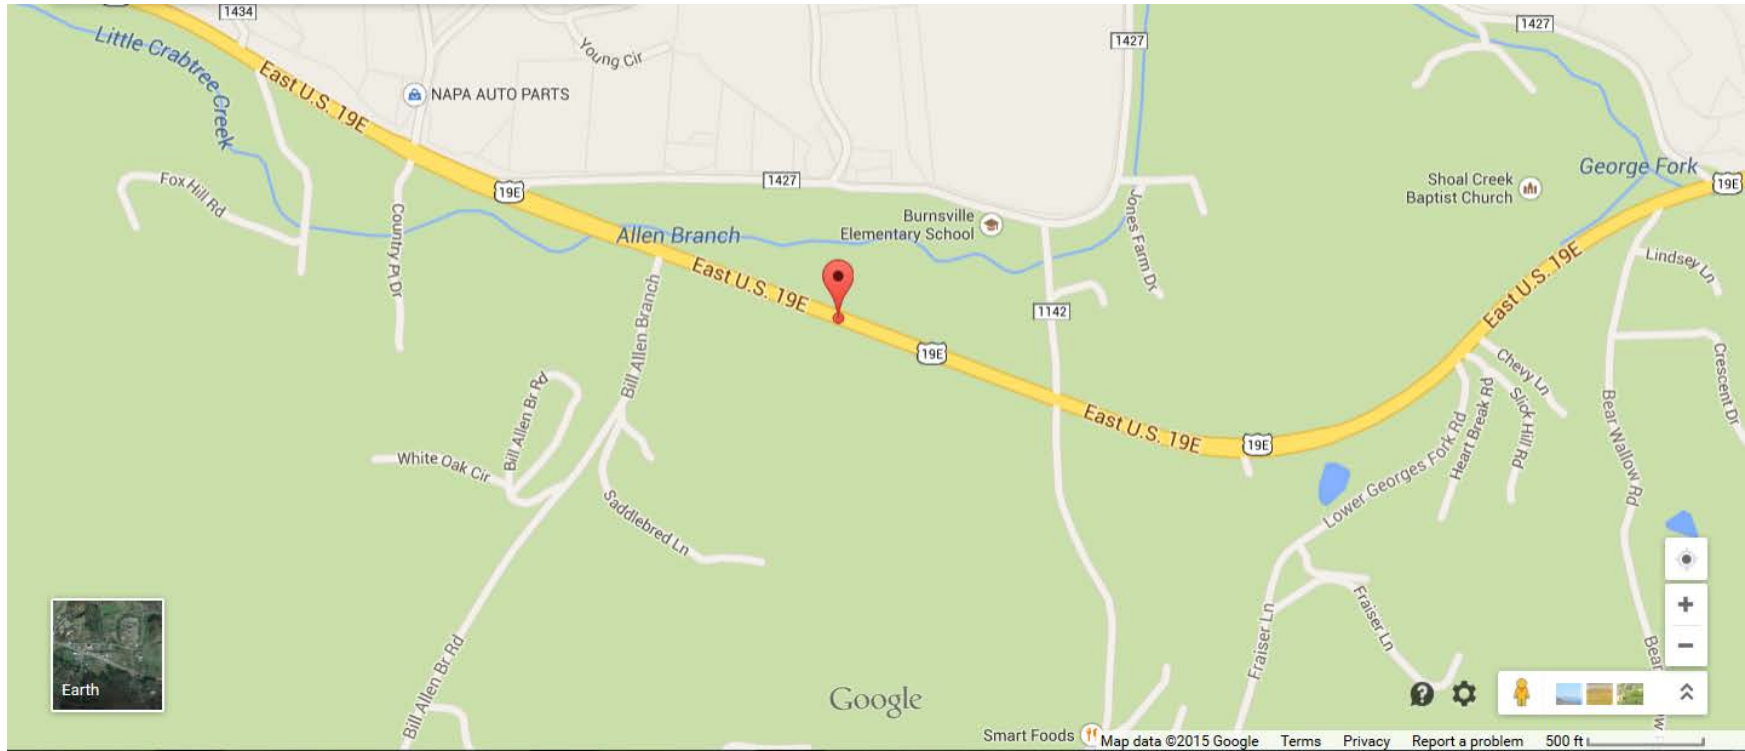 1434
1427
1427
Little Crabtree Creek
Young Cir
East U.S. 19E
NAPA AUTO PARTS
George Fork
Fox Hill Rd
19E
1427
Shoal Creek
Baptist Church
19E
Country Pl Dr
Allen Branch
Burnsville
Elementary School
Jones Farm Dr
East U.S. 19E
East U.S. 19E
Lindsey Ln
Bill Allen Branch
1142
19E
Chevy Ln
Crescent Dr
Bill Allen Br Rd
Heart Break Rd
Slick Hill Rd
Bear Wallow Rd
East U.S. 19E
19E
White Oak Cir
Lower Georges Fork Rd
Saddlebred Ln
Fraiser Ln
Fraiser Ln
Bill Allen Br Rd
Bear
w
Earth
Google
Smart Foods
Map data ©2015 Google
Terms
Privacy
Report a problem
500 ft